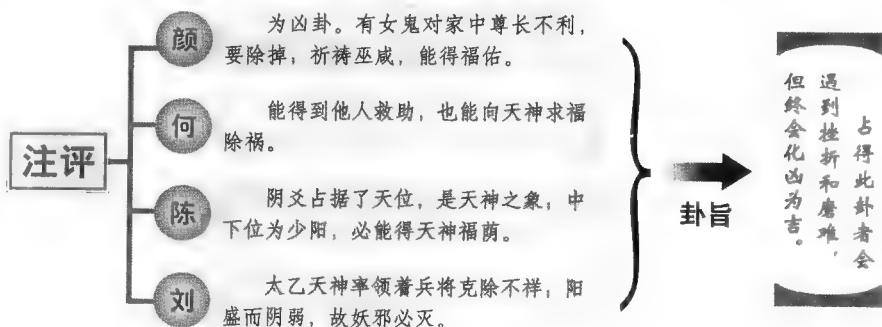 注评
颜
为凶卦。有女鬼对家中尊长不利，
要除掉；祈祷巫咸，能得福佑。
何
能得到他人救助，也能向天神求福
除祸。
陈
阴爻占据了天位，是天神之象；中
下位为少阳，必能得天神福荫。
刘
太乙天神率领着兵将克除不祥；阳
盛而阴弱，故妖邪必灭。
卦旨
占得此卦者会
遇到挫折和磨难，
但终会化凶为吉。